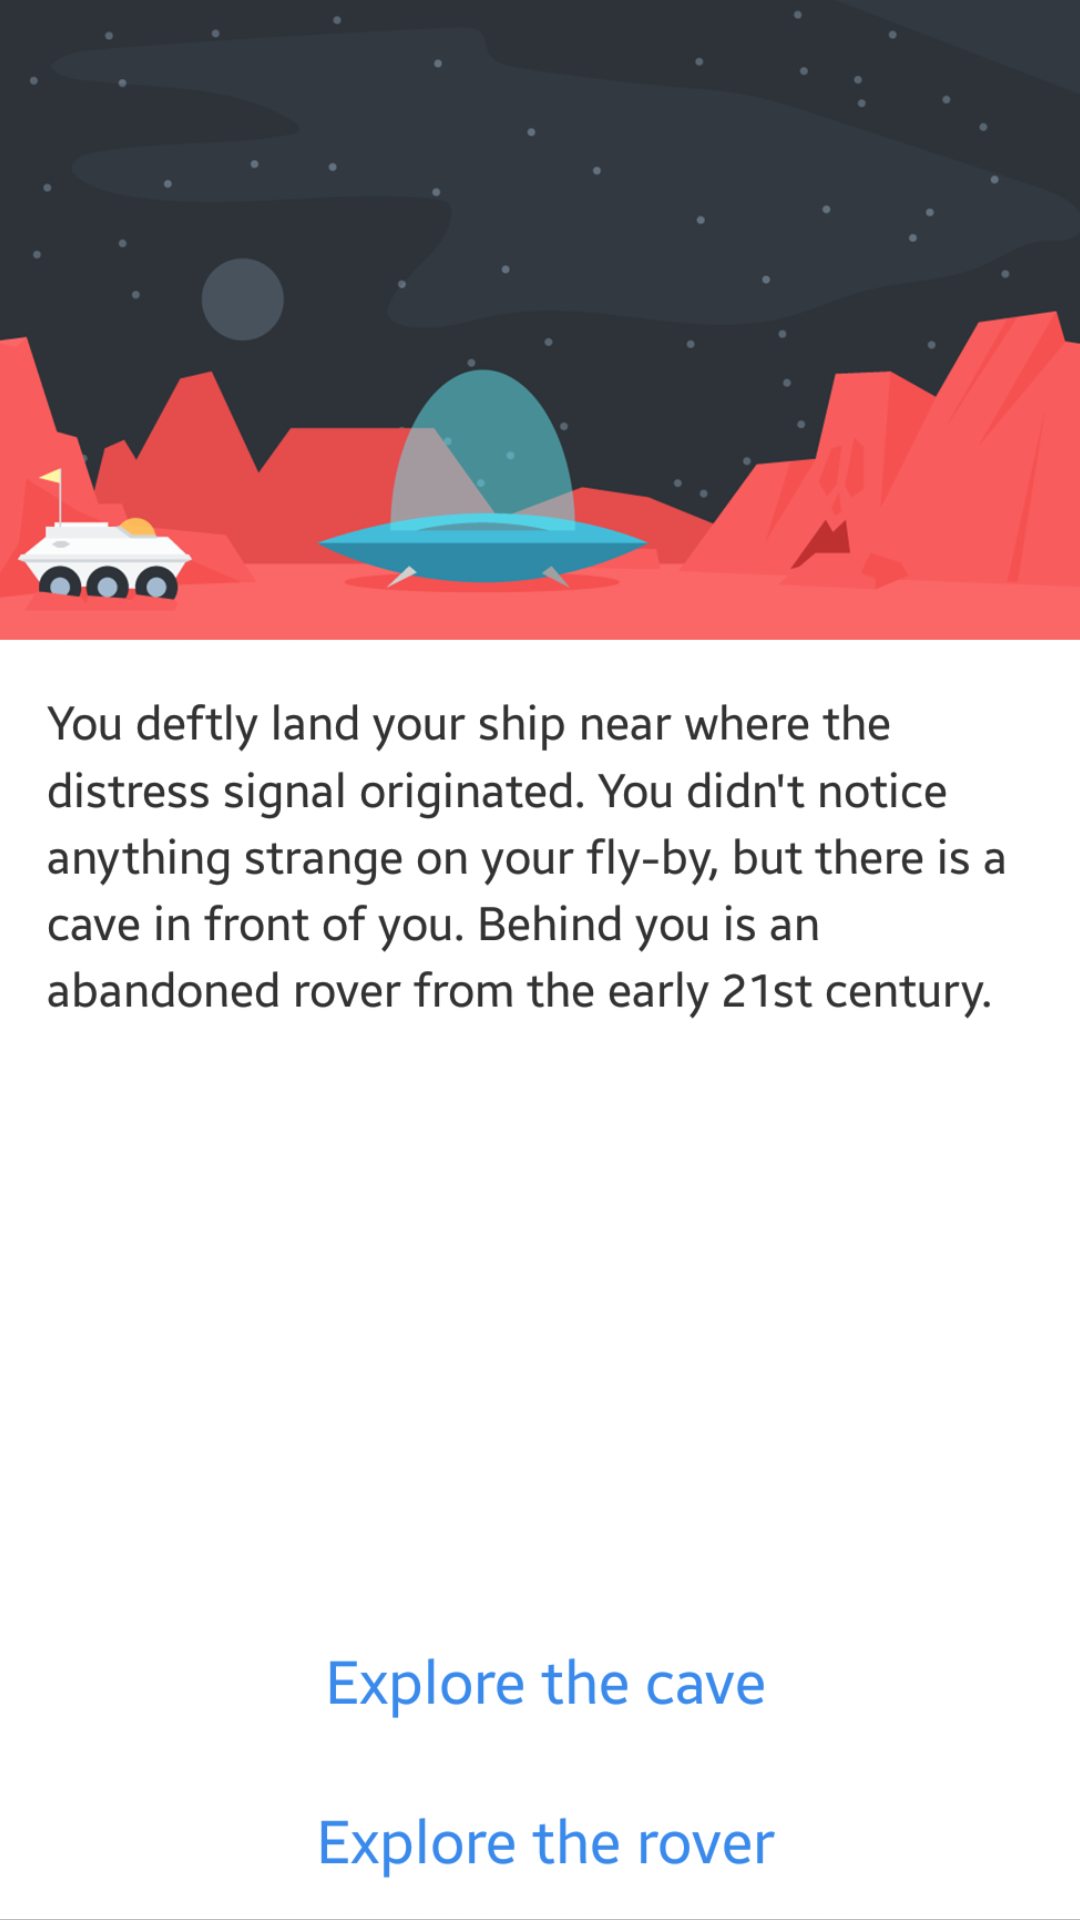 You deftly land your ship near where the
distress signal originated. You didn't notice
anything strange on your fly-by, but there is a
cave in front of you. Behind you is an
abandoned rover from the early 21st century.
Explore the cave
Explore the rover